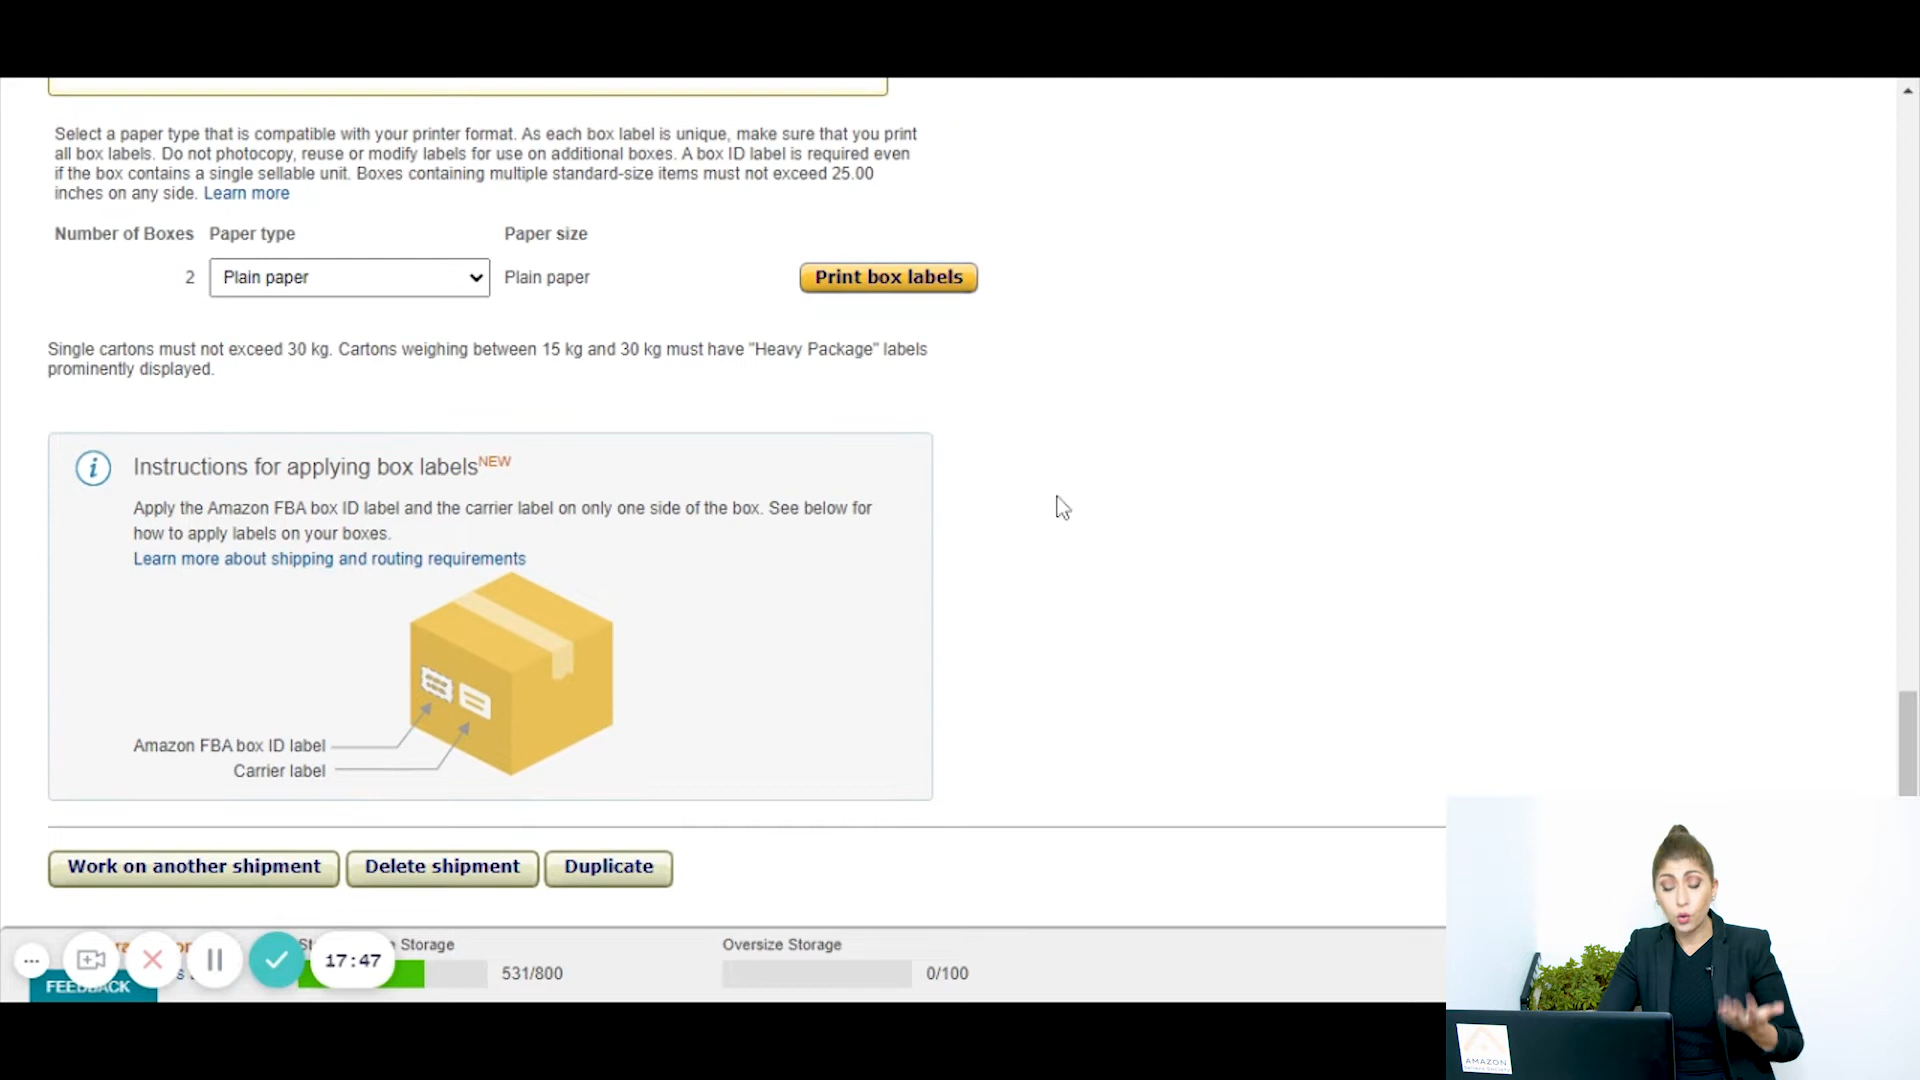 Select a paper type that is compatible with your printer format. As each box label is unique, make sure that you print
all box labels. Do not photocopy, reuse or modify labels for use on additional boxes. A box ID label is required even
if the box contains a single sellable unit. Boxes containing multiple standard-size items must not exceed 25.00
inches on any side. Learn more
Number of Boxes Paper type Paper size
2 Plain paper Plain paper Print box labels
Single cartons must not exceed 30 kg. Cartons weighing between 15 kg and 30 kg must have "Heavy Package" labels
prominently displayed.
Instructions for applying box labels NEW
Apply the Amazon FBA box ID label and the carrier label on only one side of the box. See below for
how to apply labels on your boxes.
Learn more about shipping and routing requirements
Amazon FBA box ID label
Carrier label
Work on another shipment Delete shipment Duplicate
Storage Oversize Storage
17:47 531/800 0/100
FEEDBACK
AMAZON